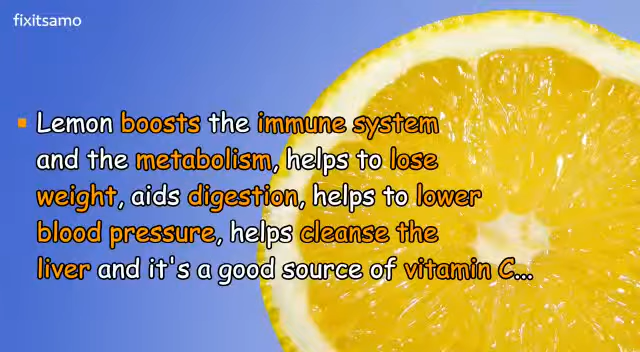 fixitsamo
Lemon boosts the immune system
and the metabolism, helps to lose
weight, aids digestion, helps to lower
blood pressure, helps cleanse the
liver and it's a good source of vitamin C...